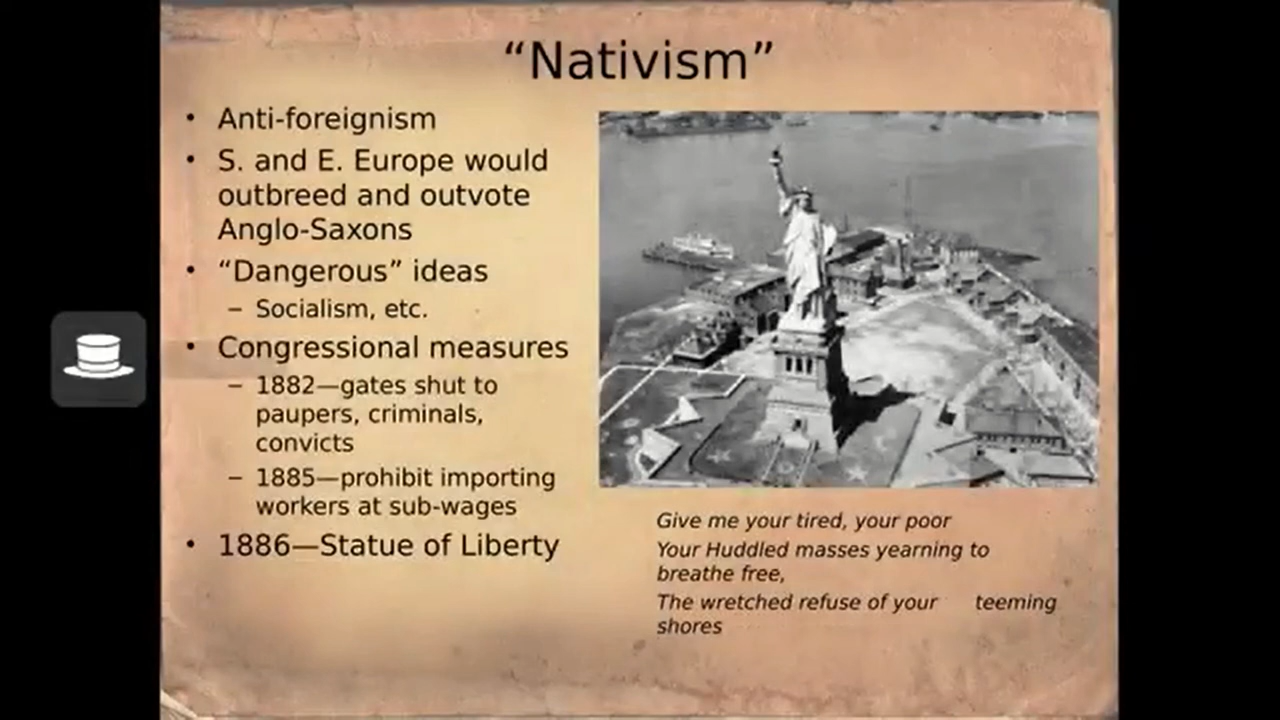 “Nativism”
• Anti-foreignism
• S. and E. Europe would
outbreed and outvote
Anglo-Saxons
• “Dangerous” ideas
– Socialism, etc.
• Congressional measures
– 1882—gates shut to
paupers, criminals,
convicts
– 1885—prohibit importing
workers at sub-wages
• 1886—Statue of Liberty
Give me your tired, your poor
Your Huddled masses yearning to
breathe free,
The wretched refuse of your teeming
shores